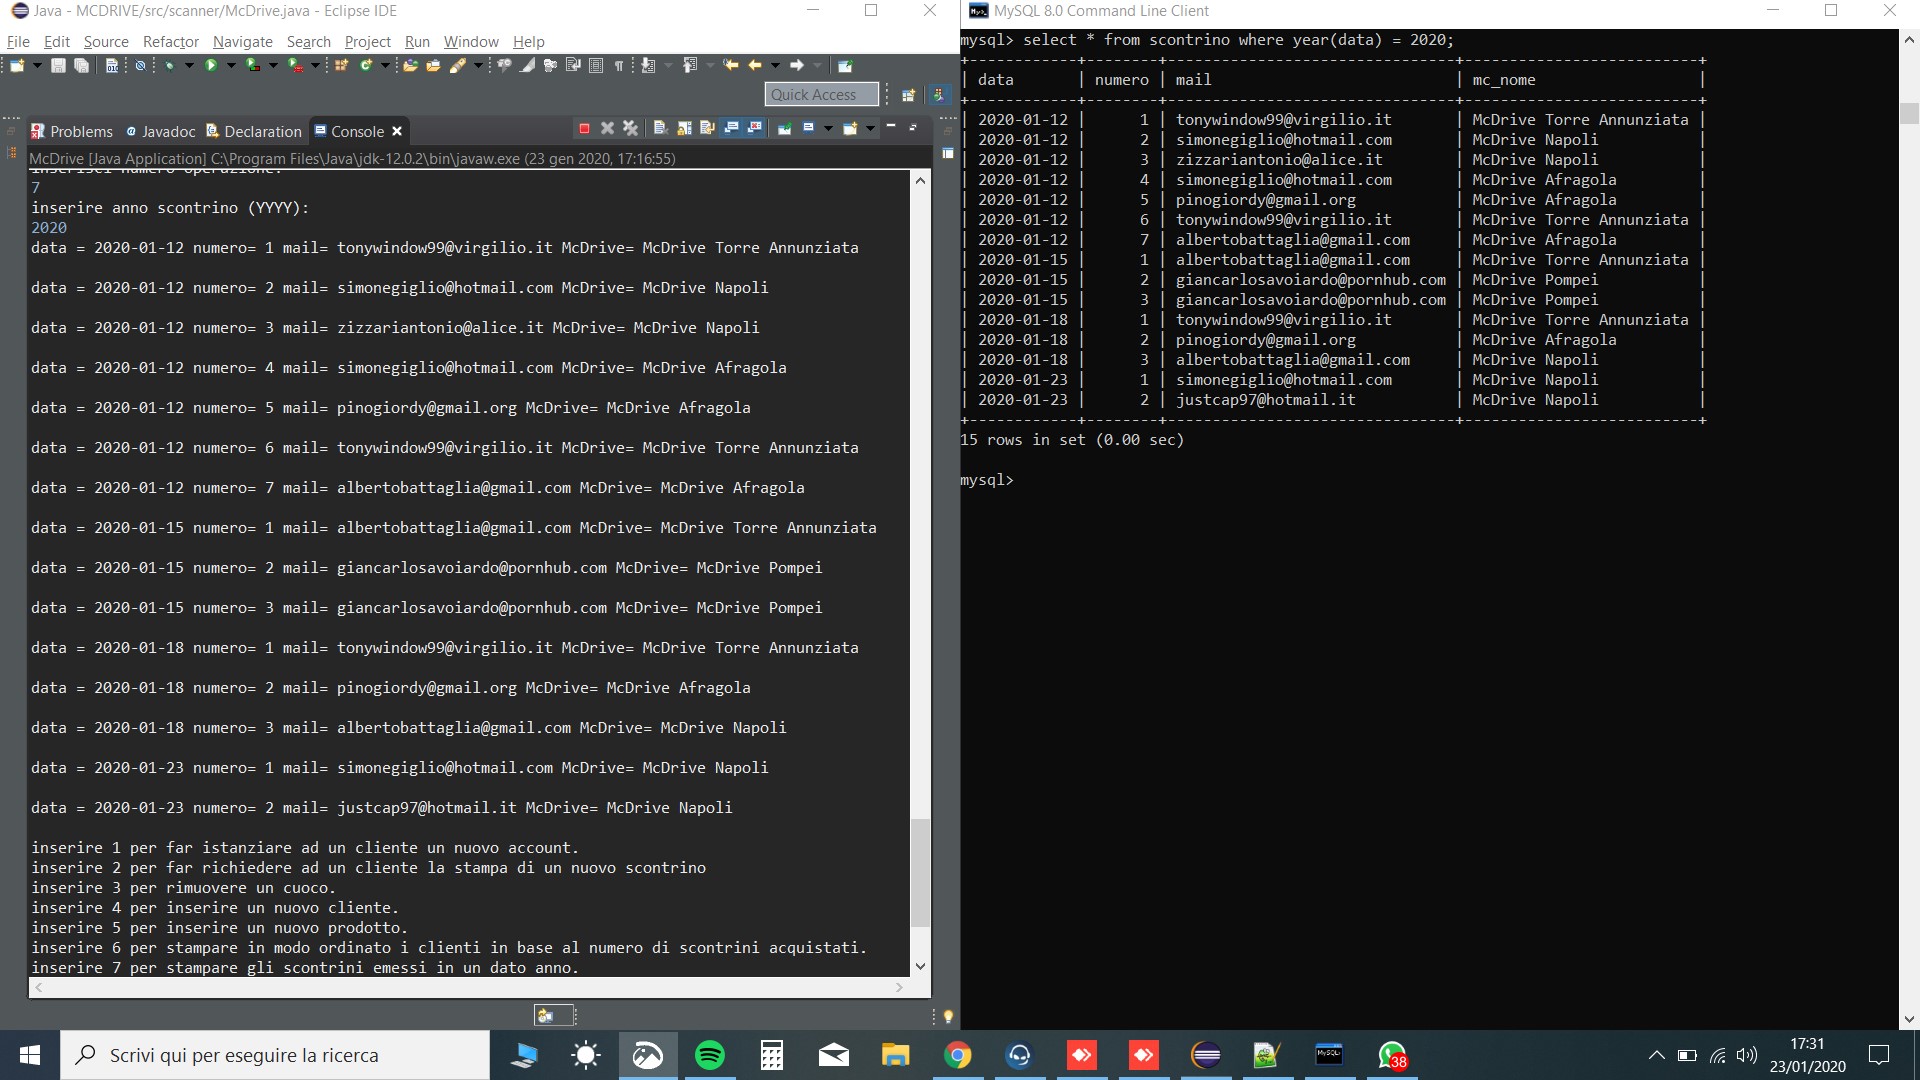 Java - MCDRIVE/src/scanner/McDrive.java - Eclipse IDE
File Edit Source Refactor Navigate Search Project Run Window Help
Quick Access
Problems Javadoc Declaration Console
McDrive [Java Application] C:\Program Files\Java\jdk-12.0.2\bin\javaw.exe (23 gen 2020, 17:16:55)
inserisci numero operazione:
7
inserire anno scontrino (YYYY):
2020
data = 2020-01-12 numero= 1 mail= tonywindow99@virgilio.it McDrive= McDrive Torre Annunziata
data = 2020-01-12 numero= 2 mail= simonegiglio@hotmail.com McDrive= McDrive Napoli
data = 2020-01-12 numero= 3 mail= zizzariantonio@alice.it McDrive= McDrive Napoli
data = 2020-01-12 numero= 4 mail= simonegiglio@hotmail.com McDrive= McDrive Afragola
data = 2020-01-12 numero= 5 mail= pinogiordy@gmail.org McDrive= McDrive Afragola
data = 2020-01-12 numero= 6 mail= tonywindow99@virgilio.it McDrive= McDrive Torre Annunziata
data = 2020-01-12 numero= 7 mail= albertobattaglia@gmail.com McDrive= McDrive Afragola
data = 2020-01-15 numero= 1 mail= albertobattaglia@gmail.com McDrive= McDrive Torre Annunziata
data = 2020-01-15 numero= 2 mail= giancarlosavoiardo@pornhub.com McDrive= McDrive Pompei
data = 2020-01-15 numero= 3 mail= giancarlosavoiardo@pornhub.com McDrive= McDrive Pompei
data = 2020-01-18 numero= 1 mail= tonywindow99@virgilio.it McDrive= McDrive Torre Annunziata
data = 2020-01-18 numero= 2 mail= pinogiordy@gmail.org McDrive= McDrive Afragola
data = 2020-01-18 numero= 3 mail= albertobattaglia@gmail.com McDrive= McDrive Napoli
data = 2020-01-23 numero= 1 mail= simonegiglio@hotmail.com McDrive= McDrive Napoli
data = 2020-01-23 numero= 2 mail= justcap97@hotmail.it McDrive= McDrive Napoli
inserire 1 per far istanziare ad un cliente un nuovo account.
inserire 2 per far richiedere ad un cliente la stampa di un nuovo scontrino
inserire 3 per rimuovere un cuoco.
inserire 4 per inserire un nuovo cliente.
inserire 5 per inserire un nuovo prodotto.
inserire 6 per stampare in modo ordinato i clienti in base al numero di scontrini acquistati.
inserire 7 per stampare gli scontrini emessi in un dato anno.
MySQL 8.0 Command Line Client
mysql> select * from scontrino where year(data) = 2020;
+------------+--------+--------------------------------+--------------------------+
| data | numero | mail | mc_nome |
+------------+--------+--------------------------------+--------------------------+
| 2020-01-12 | 1 | tonywindow99@virgilio.it | McDrive Torre Annunziata |
| 2020-01-12 | 2 | simonegiglio@hotmail.com | McDrive Napoli |
| 2020-01-12 | 3 | zizzariantonio@alice.it | McDrive Napoli |
| 2020-01-12 | 4 | simonegiglio@hotmail.com | McDrive Afragola |
| 2020-01-12 | 5 | pinogiordy@gmail.org | McDrive Afragola |
| 2020-01-12 | 6 | tonywindow99@virgilio.it | McDrive Torre Annunziata |
| 2020-01-12 | 7 | albertobattaglia@gmail.com | McDrive Afragola |
| 2020-01-15 | 1 | albertobattaglia@gmail.com | McDrive Torre Annunziata |
| 2020-01-15 | 2 | giancarlosavoiardo@pornhub.com | McDrive Pompei |
| 2020-01-15 | 3 | giancarlosavoiardo@pornhub.com | McDrive Pompei |
| 2020-01-18 | 1 | tonywindow99@virgilio.it | McDrive Torre Annunziata |
| 2020-01-18 | 2 | pinogiordy@gmail.org | McDrive Afragola |
| 2020-01-18 | 3 | albertobattaglia@gmail.com | McDrive Napoli |
| 2020-01-23 | 1 | simonegiglio@hotmail.com | McDrive Napoli |
| 2020-01-23 | 2 | justcap97@hotmail.it | McDrive Napoli |
+------------+--------+--------------------------------+--------------------------+
15 rows in set (0.00 sec)
mysql>
Scrivi qui per eseguire la ricerca
MySQL
38
17:31
23/01/2020